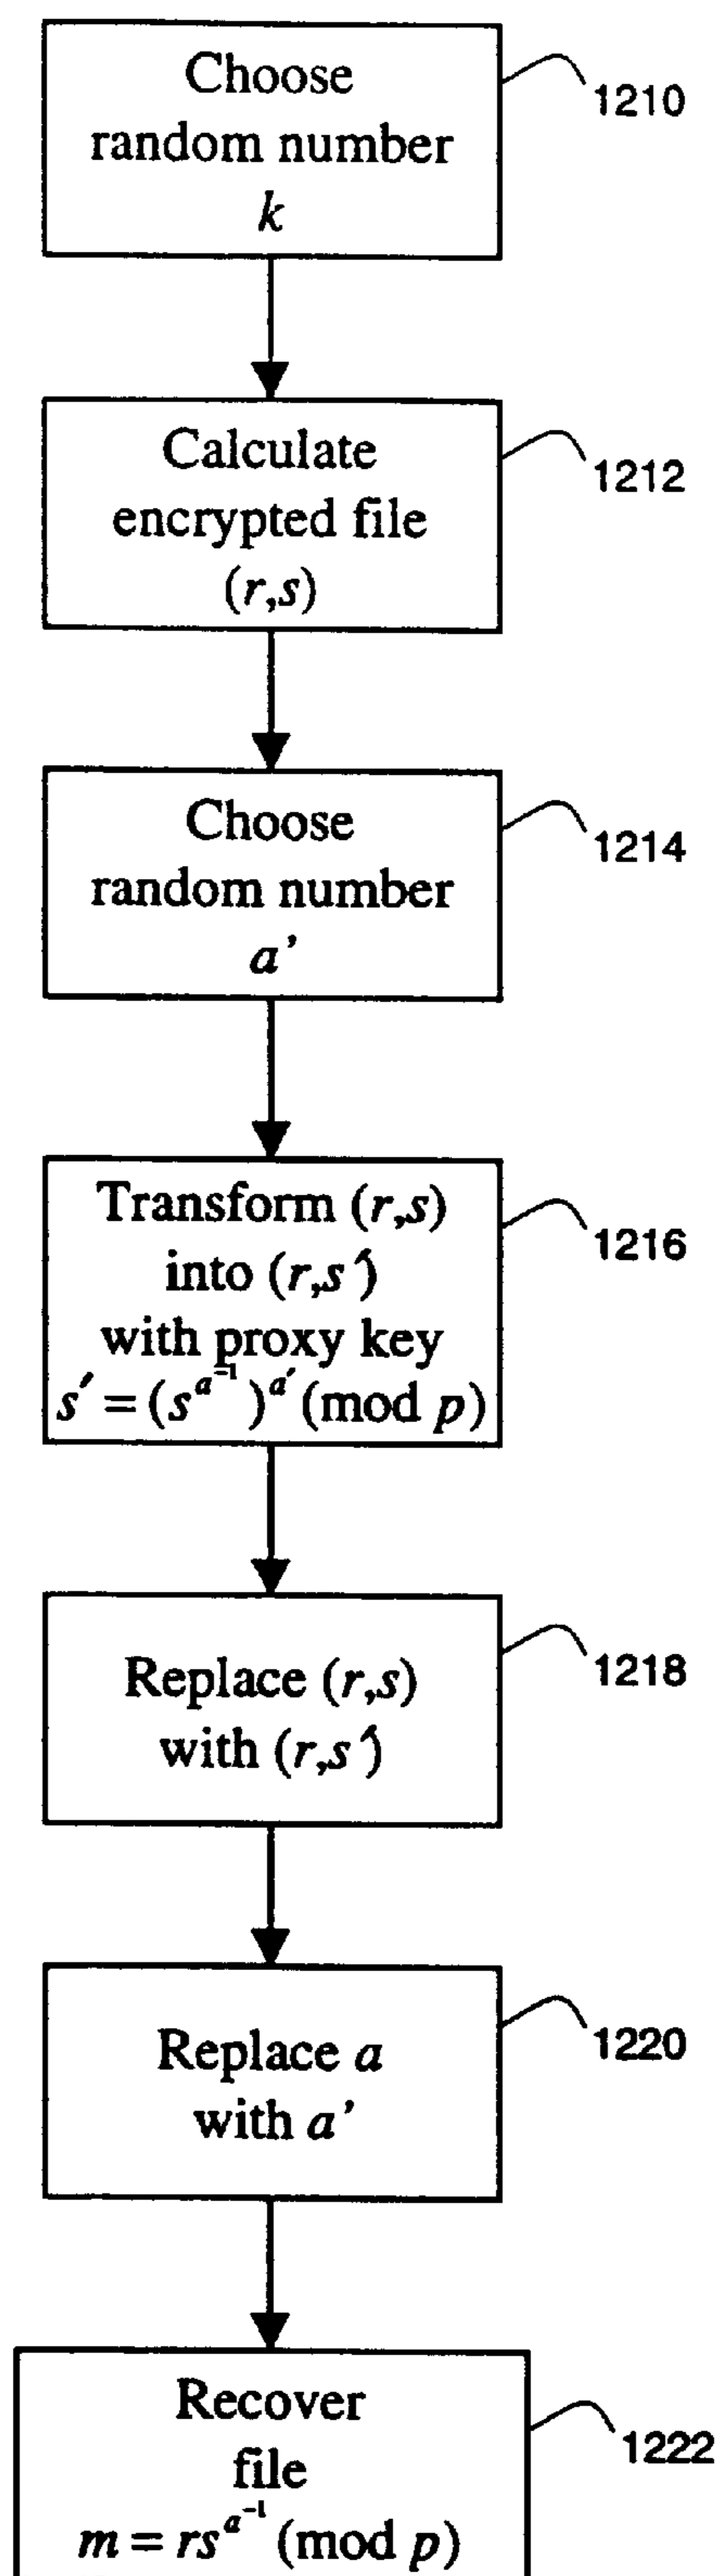 Choose
random number
k
1210
Calculate
encrypted file
(r,s)
1212
Choose
random number
a’
1214
Transform (r,s)
into (r,s′)
with proxy key
s′ = (s^{a^{-1}})^{a′} (mod p)
1216
Replace (r,s)
with (r,s′)
1218
Replace a
with a’
1220
Recover
file
m = rs^{a^{-1}} (mod p)
1222